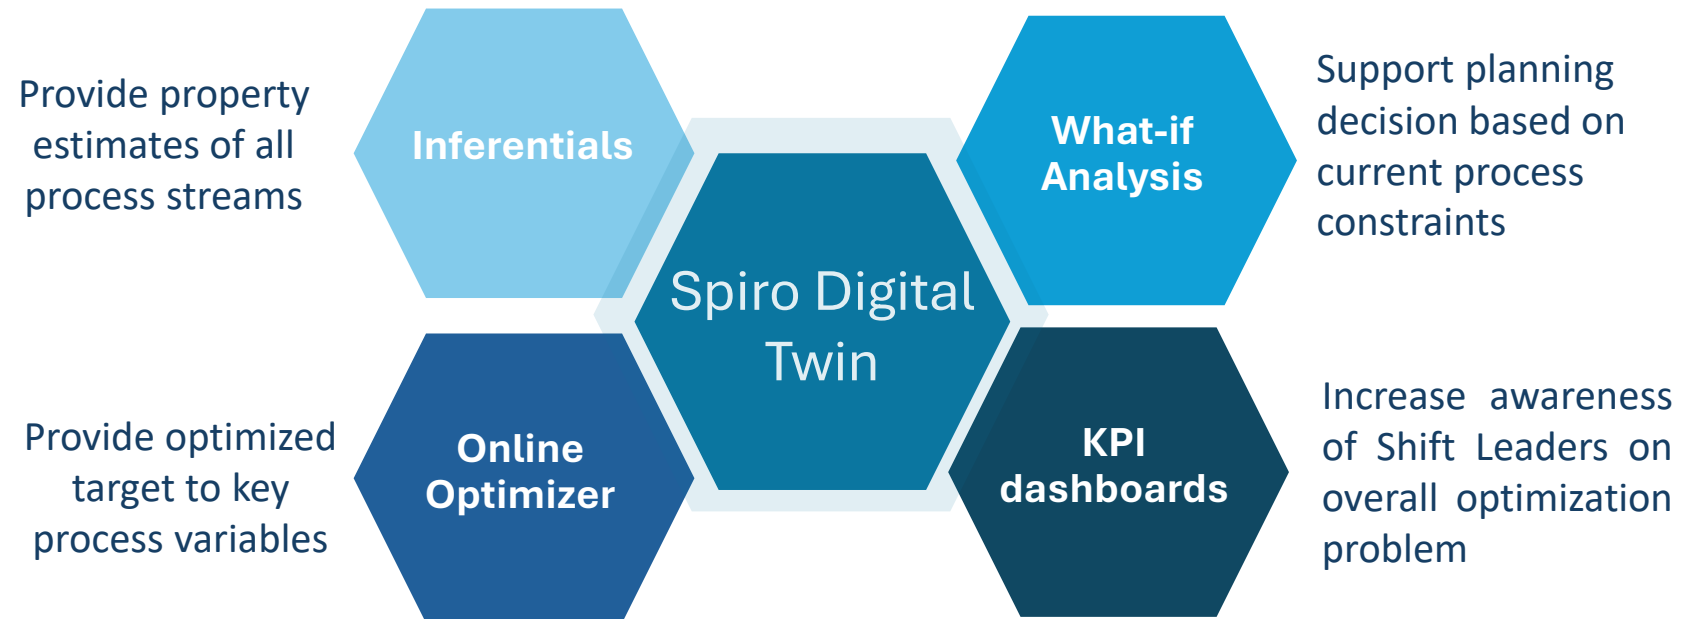 Provide property
estimates of all
process streams
Inferentials
What-if
Analysis
Support planning
decision based on
current process
constraints
Spiro Digital
Twin
Provide optimized
target to key
process variables
Online
Optimizer
KPI
dashboards
Increase awareness
of Shift Leaders on
overall optimization
problem